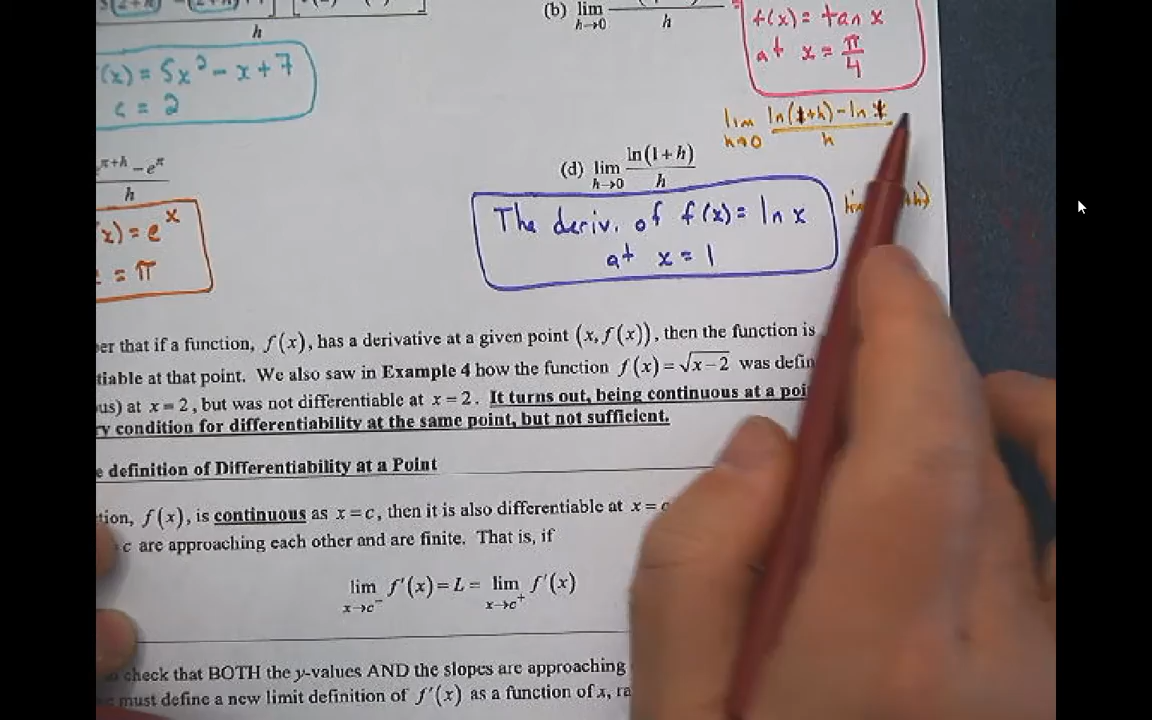 h
(b) lim h→0 h
f(x) = tan x
at x = π/4
(x) = 5x² − x + 7
c = 2
lim h→0 ln( +h) − ln / h
π+h − e^π
h
(d) lim h→0 ln(1+h)/h
x) = e^x
= π
The deriv. of f(x) = ln x
at x = 1
er that if a function, f(x), has a derivative at a given point (x, f(x)), then the function is
tiable at that point. We also saw in Example 4 how the function f(x) = √x−2 was defin
us) at x = 2, but was not differentiable at x = 2. It turns out, being continuous at a poi
y condition for differentiability at the same point, but not sufficient.
e definition of Differentiability at a Point
tion, f(x), is continuous as x = c, then it is also differentiable at x = c
c are approaching each other and are finite. That is, if
lim x→c⁻ f′(x) = L = lim x→c⁺ f′(x)
check that BOTH the y-values AND the slopes are approaching
must define a new limit definition of f′(x) as a function of x, ra